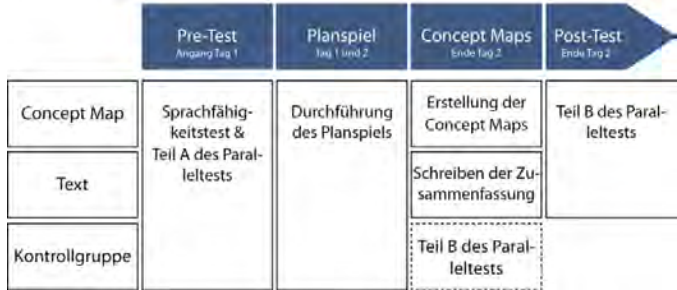 Pre-Test
Angang Tag 1
Planspiel
Tag 1 und 2
Concept Maps
Ende Tag 2
Post-Test
Ende Tag 2
Concept Map
Text
Kontrollgruppe
Sprachfähig-
keitstest &
Teil A des Paral-
leltests
Durchführung
des Planspiels
Erstellung der
Concept Maps
Schreiben der Zu-
sammenfassung
Teil B des Paral-
leltests
Teil B des Paral-
leltests